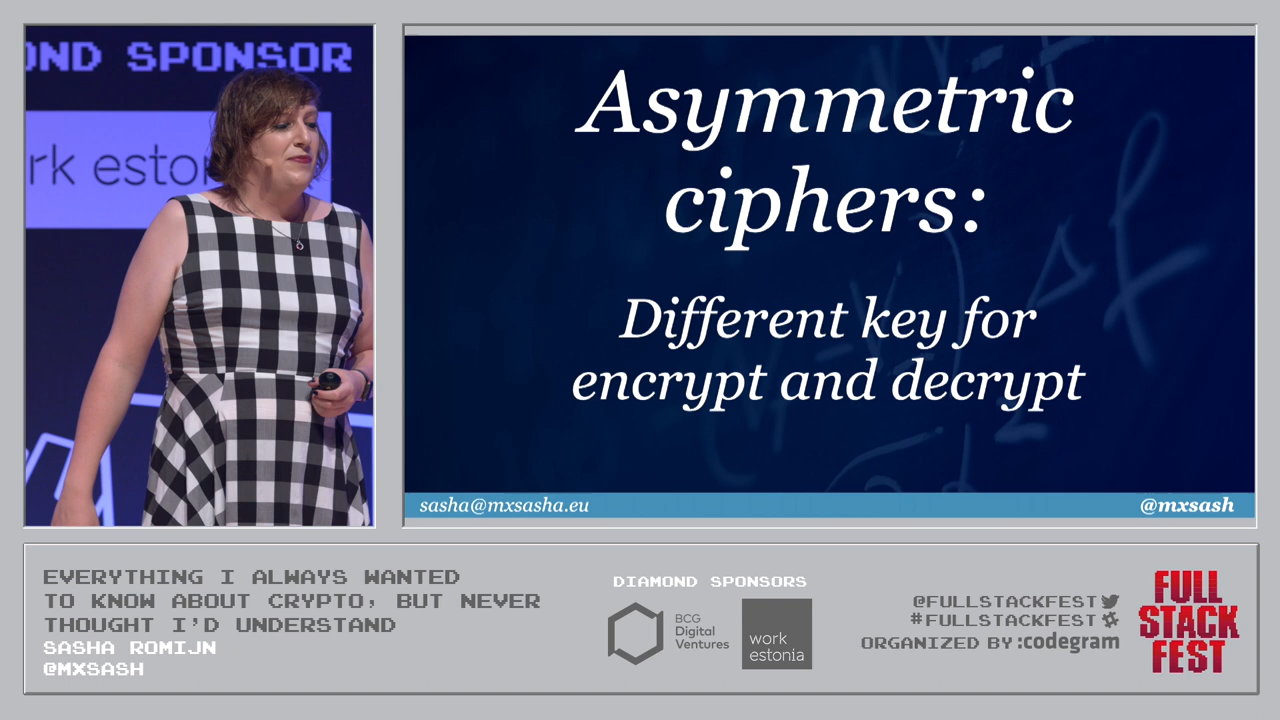 OND SPONSOR
rk estor
Asymmetric
ciphers:
Different key for
encrypt and decrypt
sasha@mxsasha.eu
@mxsash
EVERYTHING I ALWAYS WANTED
TO KNOW ABOUT CRYPTO, BUT NEVER
THOUGHT I'D UNDERSTAND
SASHA ROMIJN
@MXSASH
DIAMOND SPONSORS
BCG
Digital
Ventures
work
estonia
@FULLSTACKFEST
#FULLSTACKFEST
ORGANIZED BY :codegram
FULL
STACK
FEST